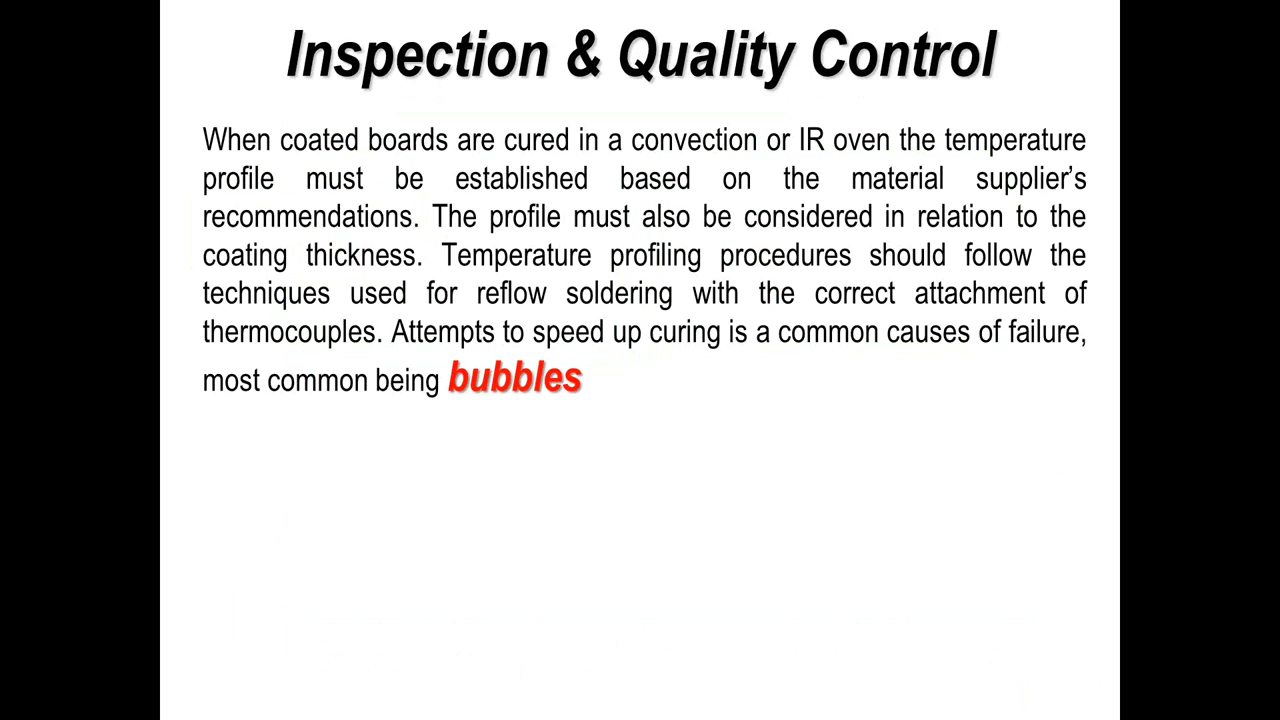 Inspection & Quality Control
When coated boards are cured in a convection or IR oven the temperature
profile must be established based on the material supplier’s
recommendations. The profile must also be considered in relation to the
coating thickness. Temperature profiling procedures should follow the
techniques used for reflow soldering with the correct attachment of
thermocouples. Attempts to speed up curing is a common causes of failure,
most common being bubbles